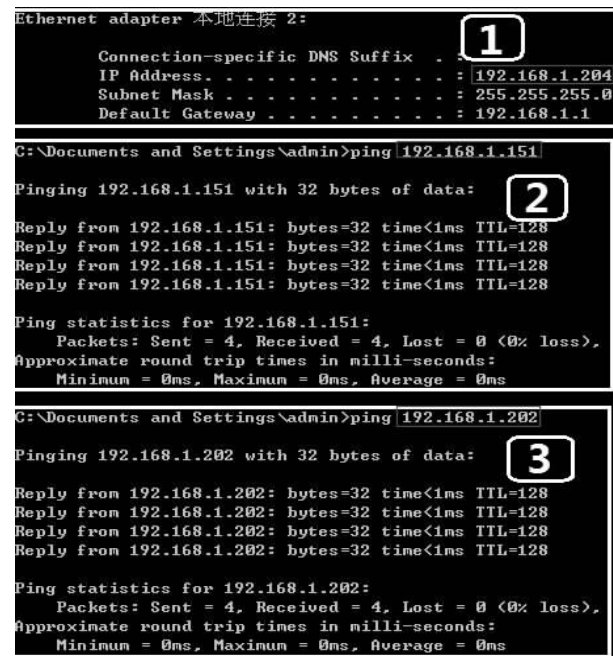 Ethernet adapter 本地连接 2:
1
Connection-specific DNS Suffix . :
IP Address. . . . . . . . . . . . : 192.168.1.204
Subnet Mask . . . . . . . . . . . : 255.255.255.0
Default Gateway . . . . . . . . . : 192.168.1.1
C:\Documents and Settings\admin>ping 192.168.1.151
Pinging 192.168.1.151 with 32 bytes of data:
2
Reply from 192.168.1.151: bytes=32 time<1ms TTL=128
Reply from 192.168.1.151: bytes=32 time<1ms TTL=128
Reply from 192.168.1.151: bytes=32 time<1ms TTL=128
Reply from 192.168.1.151: bytes=32 time<1ms TTL=128
Ping statistics for 192.168.1.151:
Packets: Sent = 4, Received = 4, Lost = 0 (0% loss),
Approximate round trip times in milli-seconds:
Minimum = 0ms, Maximum = 0ms, Average = 0ms
C:\Documents and Settings\admin>ping 192.168.1.202
Pinging 192.168.1.202 with 32 bytes of data:
3
Reply from 192.168.1.202: bytes=32 time<1ms TTL=128
Reply from 192.168.1.202: bytes=32 time<1ms TTL=128
Reply from 192.168.1.202: bytes=32 time<1ms TTL=128
Reply from 192.168.1.202: bytes=32 time<1ms TTL=128
Ping statistics for 192.168.1.202:
Packets: Sent = 4, Received = 4, Lost = 0 (0% loss),
Approximate round trip times in milli-seconds:
Minimum = 0ms, Maximum = 0ms, Average = 0ms